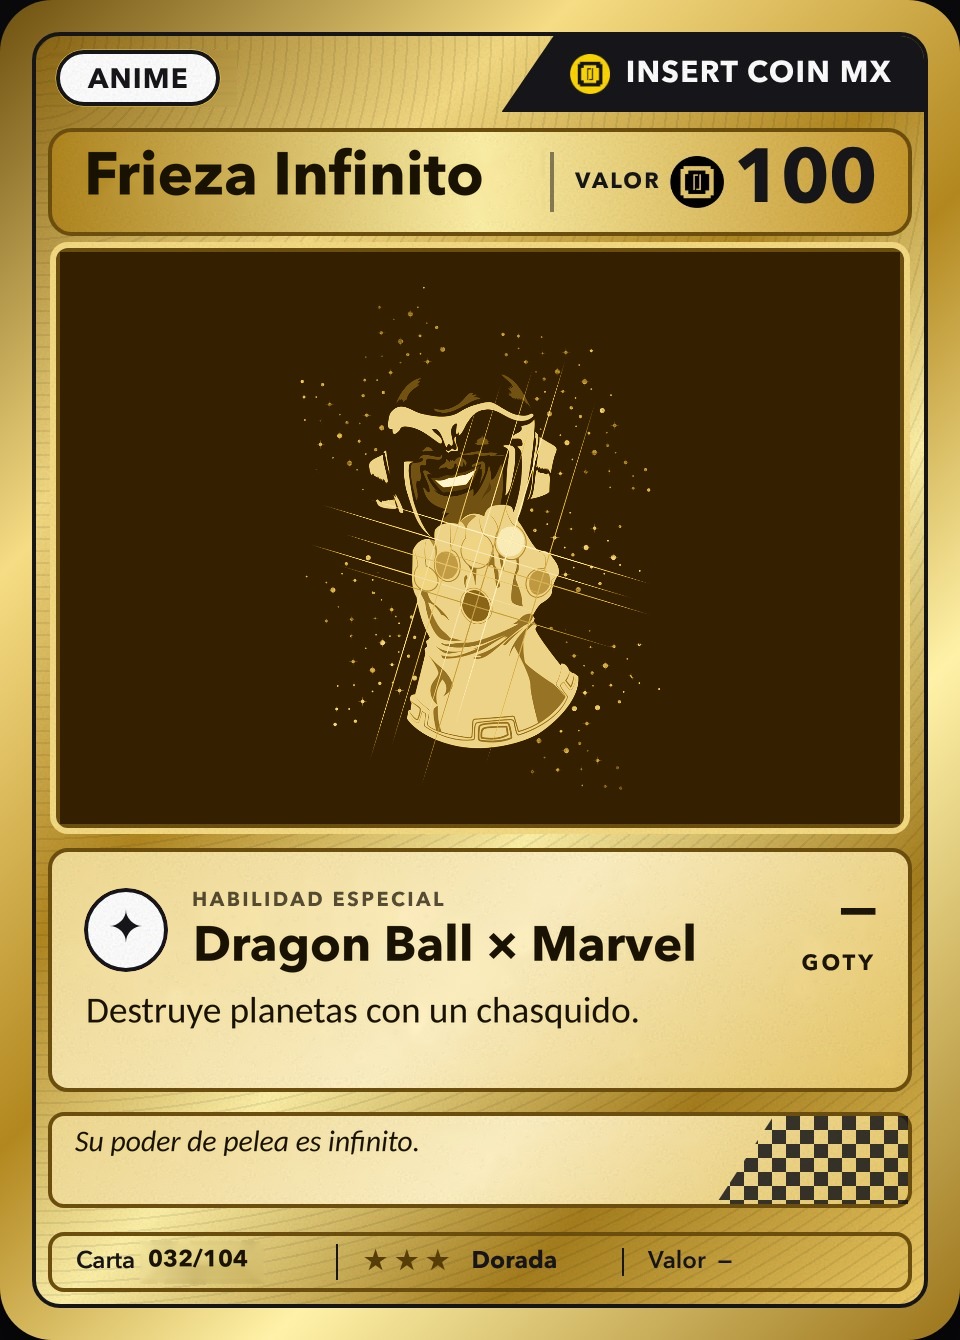 ANIME
INSERT COIN MX
Frieza Infinito
VALOR 100
HABILIDAD ESPECIAL
Dragon Ball × Marvel
–
GOTY
Destruye planetas con un chasquido.
Su poder de pelea es infinito.
Carta 032/104 ★★★ Dorada Valor –